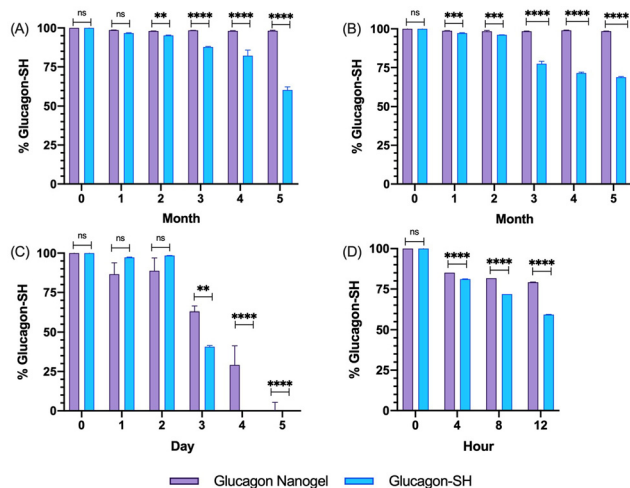 (A)
ns
ns
**
****
****
****
% Glucagon-SH
100
75
50
25
0
0 1 2 3 4 5
Month
(B)
ns
***
***
****
****
****
% Glucagon-SH
100
75
50
25
0
0 1 2 3 4 5
Month
(C)
ns
ns
ns
**
****
****
% Glucagon-SH
100
75
50
25
0
0 1 2 3 4 5
Day
(D)
ns
****
****
****
% Glucagon-SH
100
75
50
25
0
0 4 8 12
Hour
Glucagon Nanogel Glucagon-SH